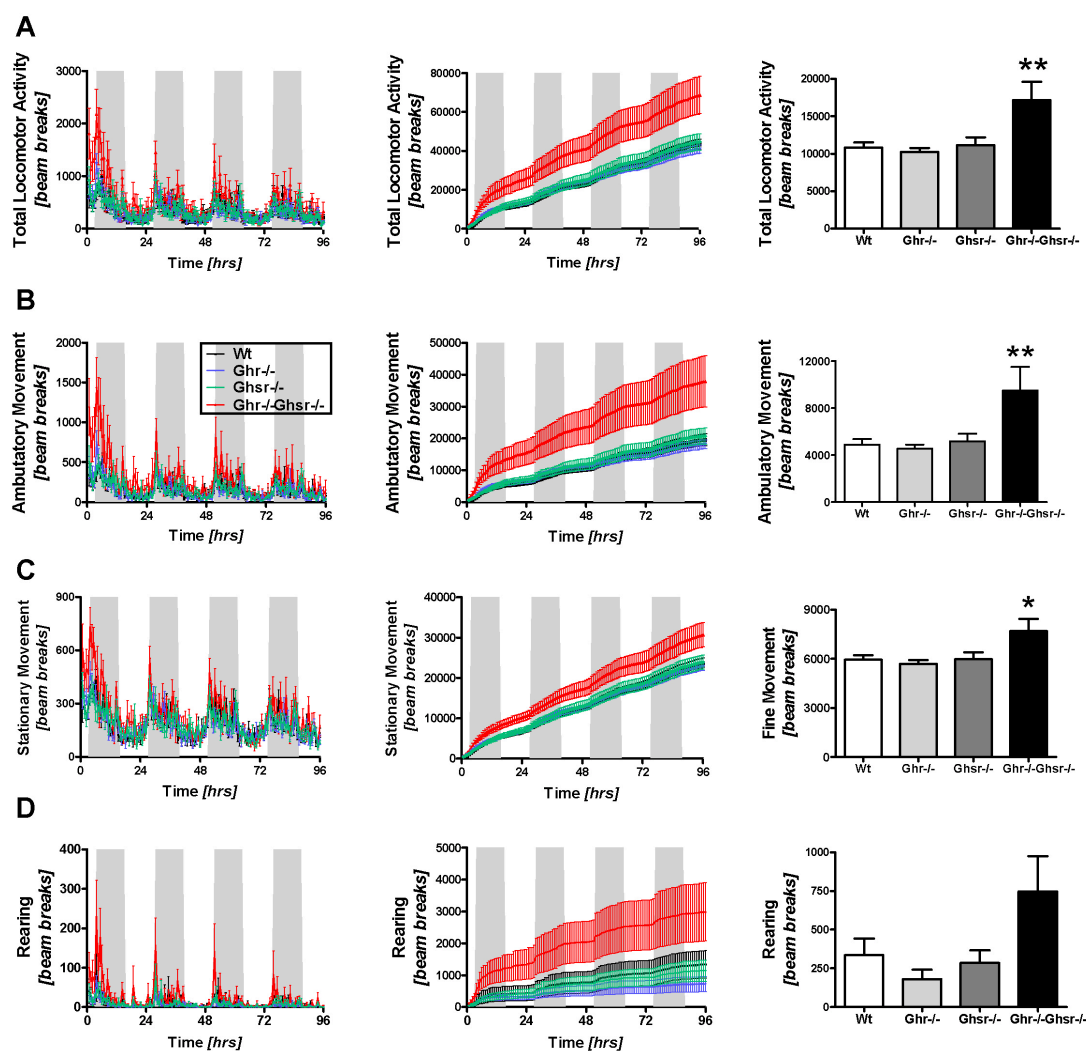 A
Total Locomotor Activity
[beam breaks]
3000
2000
1000
0
0 24 48 72 96
Time [hrs]
Total Locomotor Activity
[beam breaks]
80000
60000
40000
20000
0
0 24 48 72 96
Time [hrs]
Total Locomotor Activity
[beam breaks]
20000
15000
10000
5000
0
**
Wt Ghr-/- Ghsr-/- Ghr-/-Ghsr-/-
B
Ambutatory Movement
[beam breaks]
2000
1500
1000
500
0
Wt
Ghr-/-
Ghsr-/-
Ghr-/-Ghsr-/-
0 24 48 72 96
Time [hrs]
Ambutatory Movement
[beam breaks]
50000
40000
30000
20000
10000
0
0 24 48 72 96
Time [hrs]
Ambulatory Movement
[beam breaks]
12000
8000
4000
0
**
Wt Ghr-/- Ghsr-/- Ghr-/-Ghsr-/-
C
Stationary Movement
[beam breaks]
900
600
300
0
0 24 48 72 96
Time [hrs]
Stationary Movement
[beam breaks]
40000
30000
20000
10000
0
0 24 48 72 96
Time [hrs]
Fine Movement
[beam breaks]
9000
6000
3000
0
*
Wt Ghr-/- Ghsr-/- Ghr-/-Ghsr-/-
D
Rearing
[beam breaks]
400
300
200
100
0
0 24 48 72 96
Time [hrs]
Rearing
[beam breaks]
5000
4000
3000
2000
1000
0
0 24 48 72 96
Time [hrs]
Rearing
[beam breaks]
1000
750
500
250
0
Wt Ghr-/- Ghsr-/- Ghr-/-Ghsr-/-